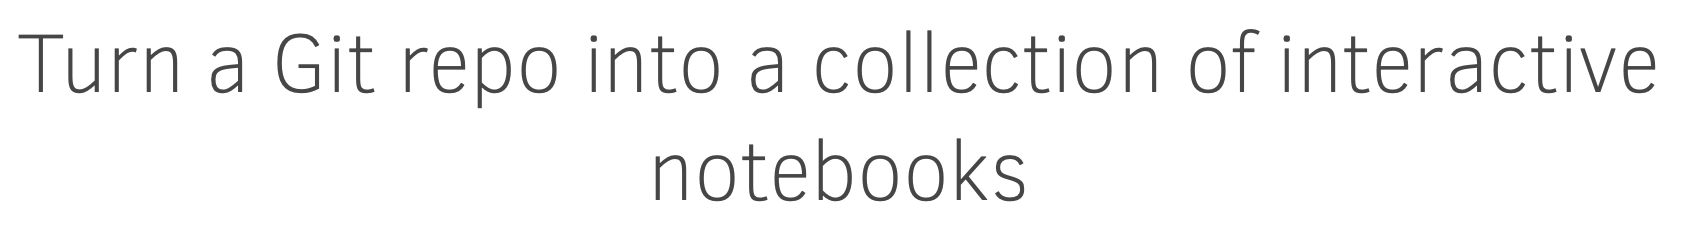 Turn a Git repo into a collection of interactive
notebooks